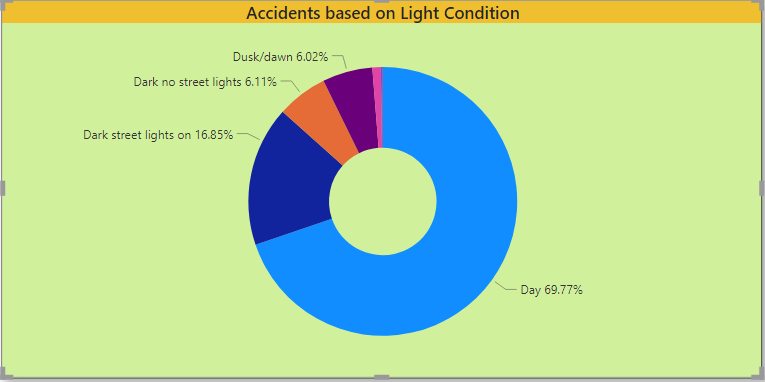 Accidents based on Light Condition
Dusk/dawn 6.02%
Dark no street lights 6.11%
Dark street lights on 16.85%
Day 69.77%